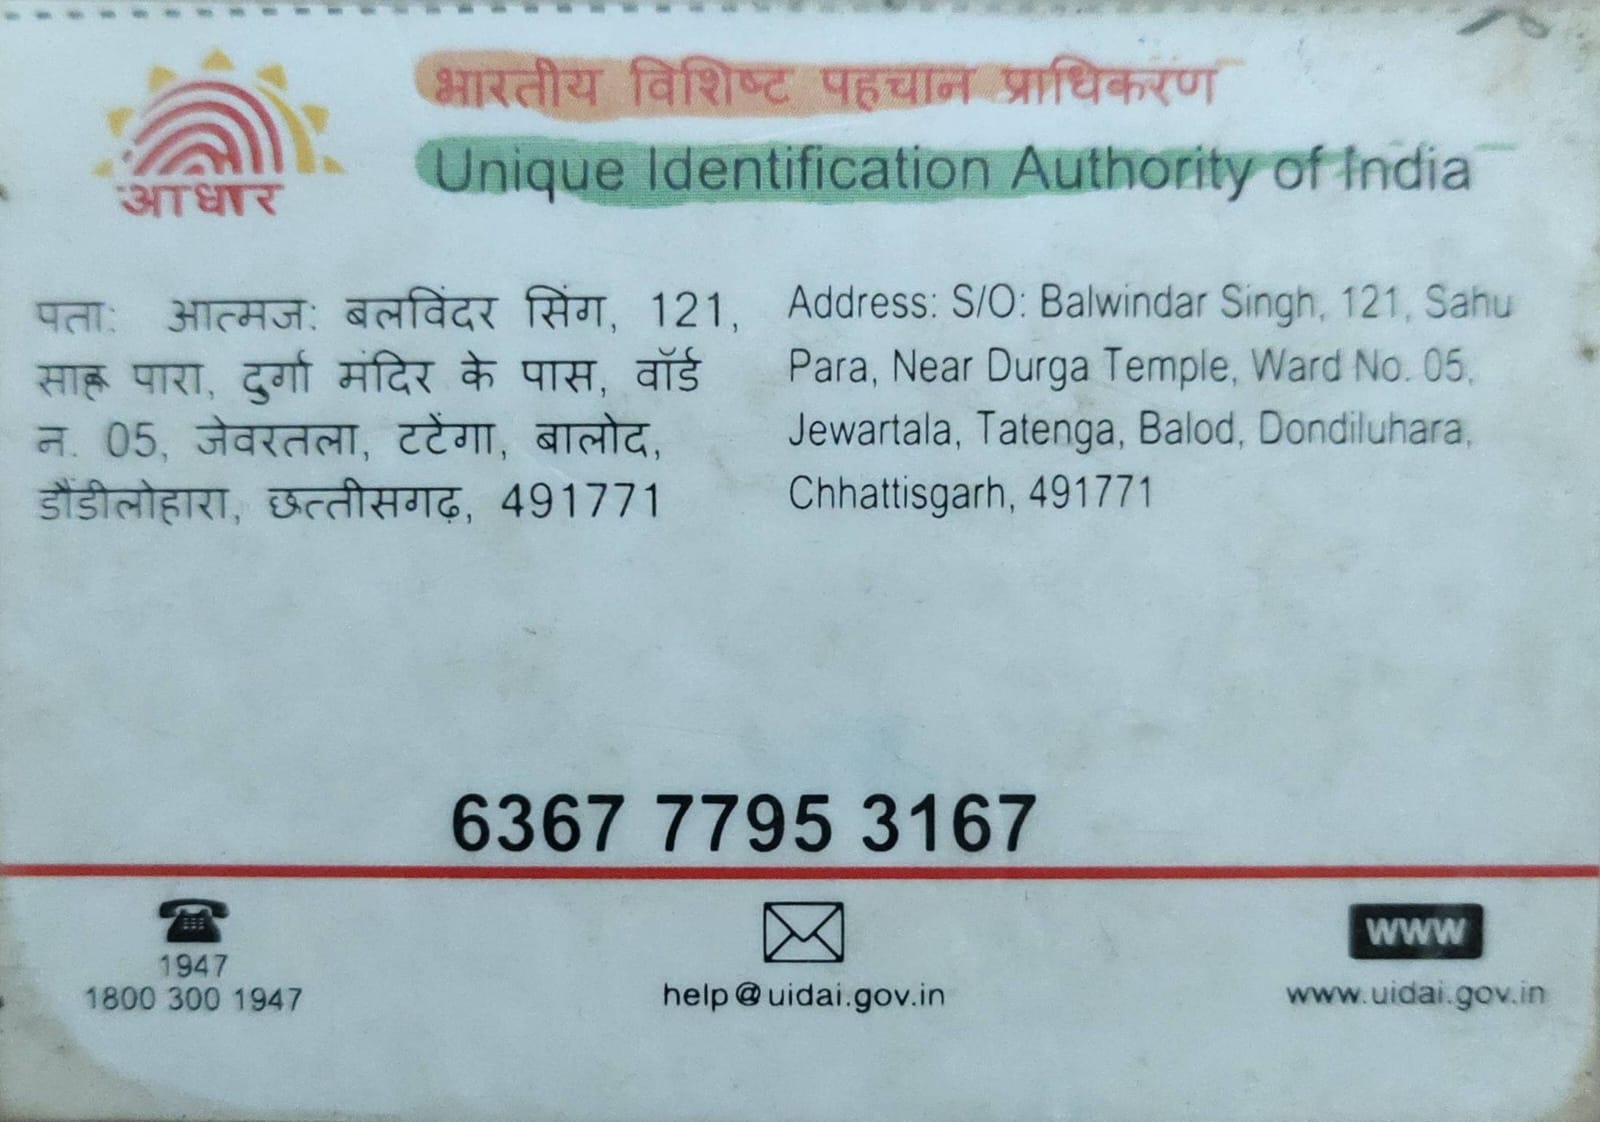 भारतीय विशिष्ट पहचान प्राधिकरण
Unique Identification Authority of India
आधार
पता: आत्मज: बलविंदर सिंग, 121,
साहू पारा, दुर्गा मंदिर के पास, वॉर्ड
न. 05, जेवरतला, टटेंगा, बालोद,
डौंडीलोहारा, छत्तीसगढ़, 491771
Address: S/O: Balwindar Singh, 121, Sahu
Para, Near Durga Temple, Ward No. 05,
Jewartala, Tatenga, Balod, Dondiluhara,
Chhattisgarh, 491771
6367 7795 3167
1947
1800 300 1947
help@uidai.gov.in
WWW
www.uidai.gov.in